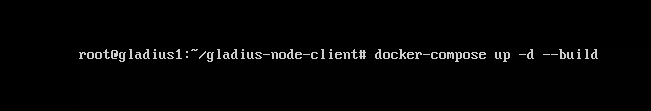 root@gladius1:~/gladius-node-client# docker-compose up -d --build